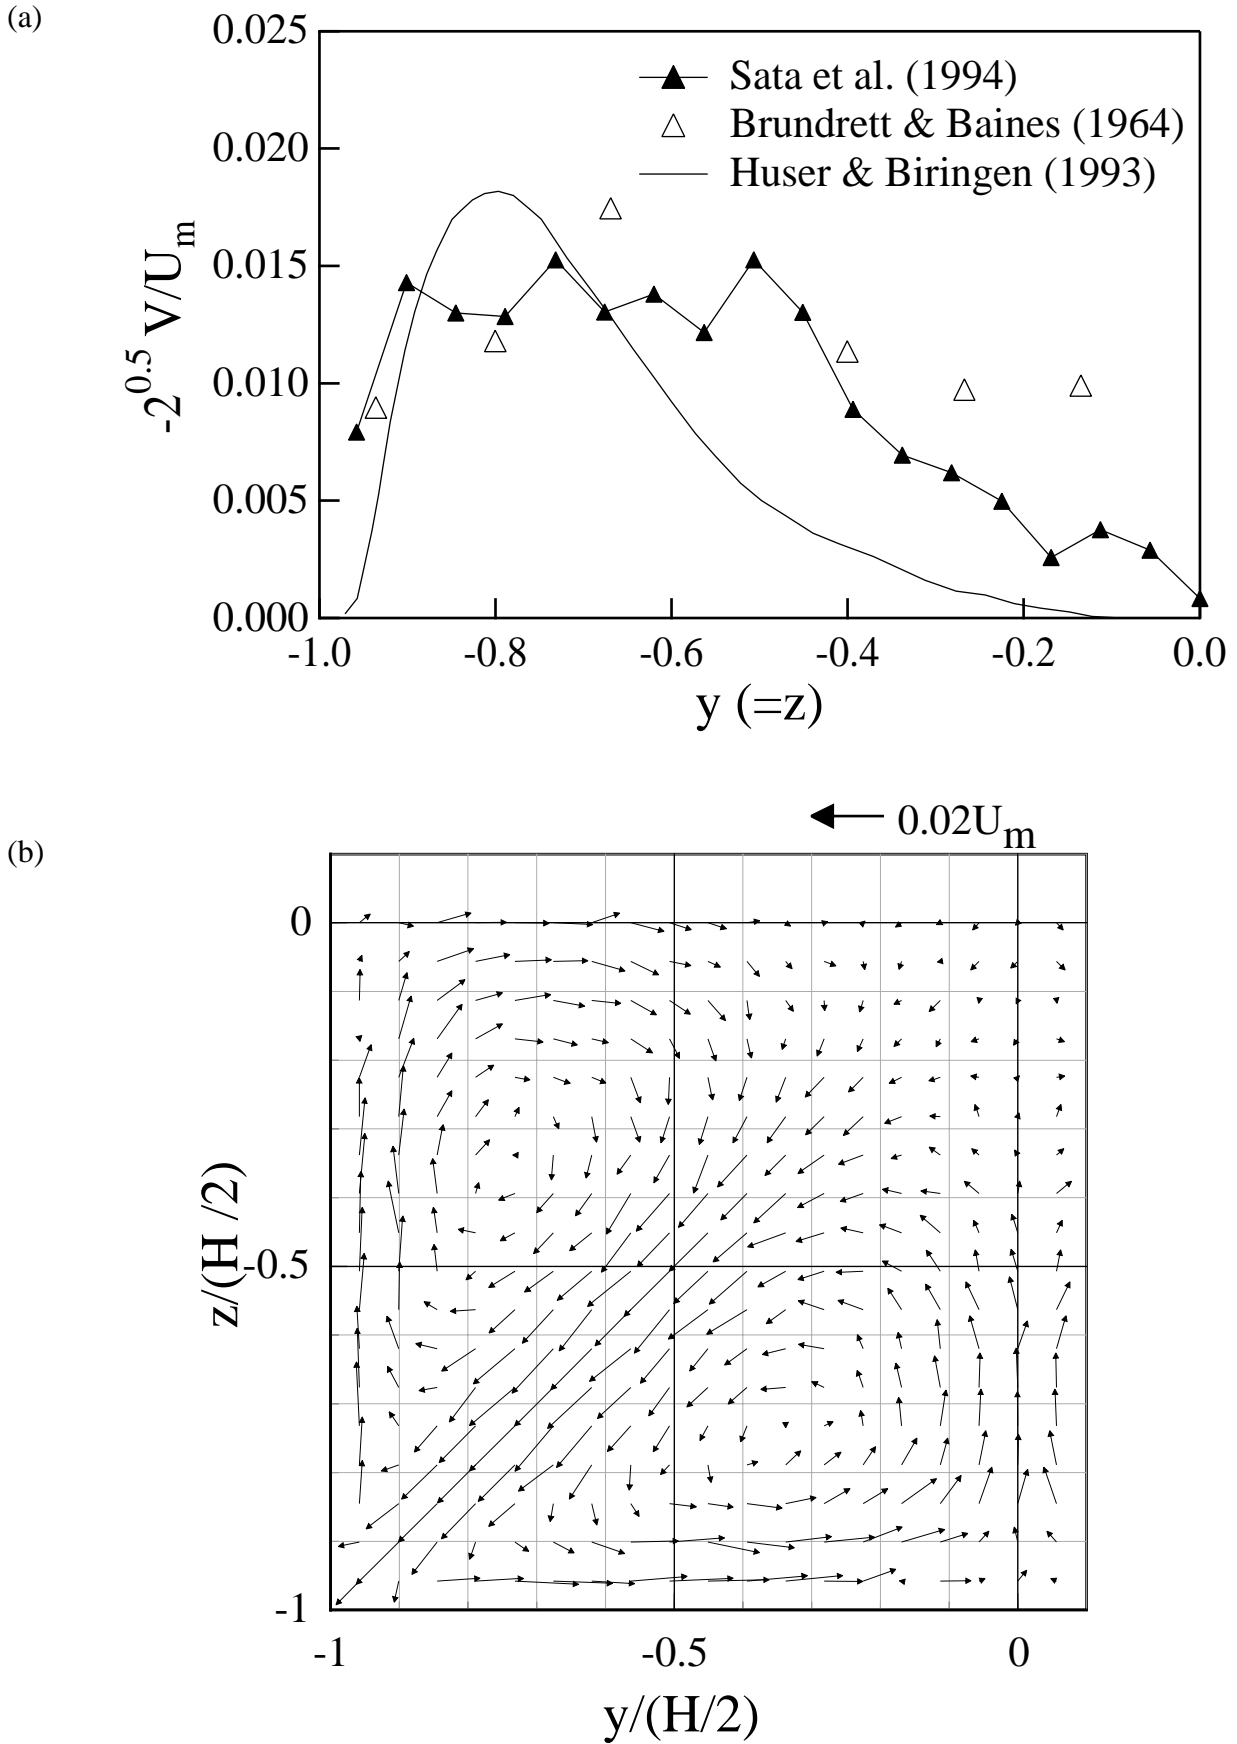 (a)
0.025
0.020
0.015
0.010
0.005
0.000
-2^0.5 V/U_m
Sata et al. (1994)
Brundrett & Baines (1964)
Huser & Biringen (1993)
-1.0 -0.8 -0.6 -0.4 -0.2 0.0
y (=z)
(b)
0.02U_m
0
-0.5
-1
z/(H /2)
-1 -0.5 0
y/(H/2)